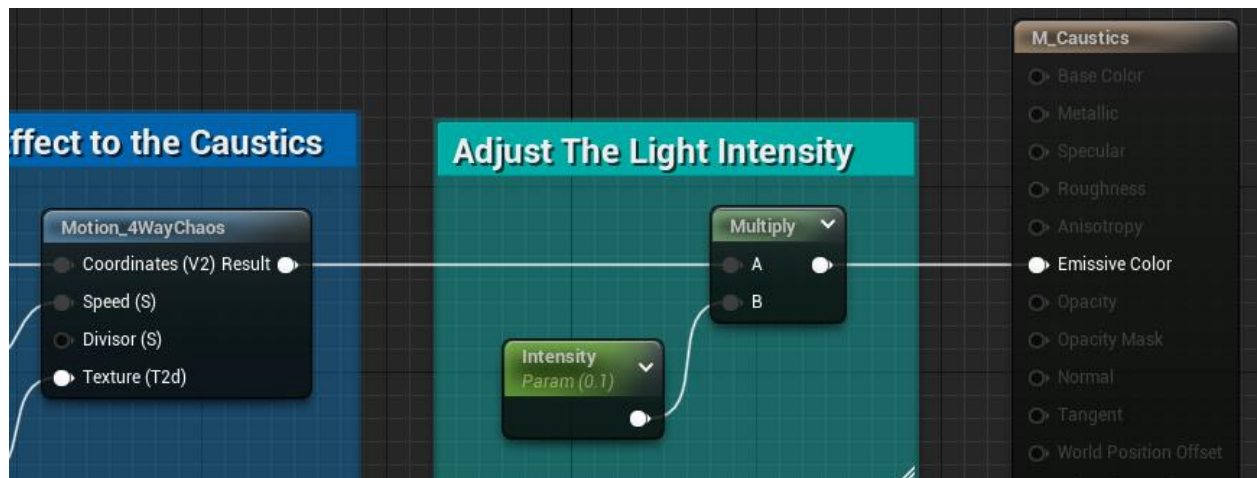 ffect to the Caustics
Motion_4WayChaos
Coordinates (V2) Result
Speed (S)
Divisor (S)
Texture (T2d)
Adjust The Light Intensity
Multiply
A
B
Intensity
Param (0.1)
M_Caustics
Base Color
Metallic
Specular
Roughness
Anisotropy
Emissive Color
Opacity
Opacity Mask
Normal
Tangent
World Position Offset